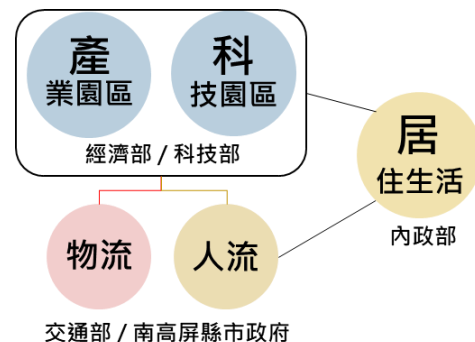 產
業園區
科
技園區
經濟部 / 科技部
居
住生活
內政部
物流
人流
交通部 / 南高屏縣市政府